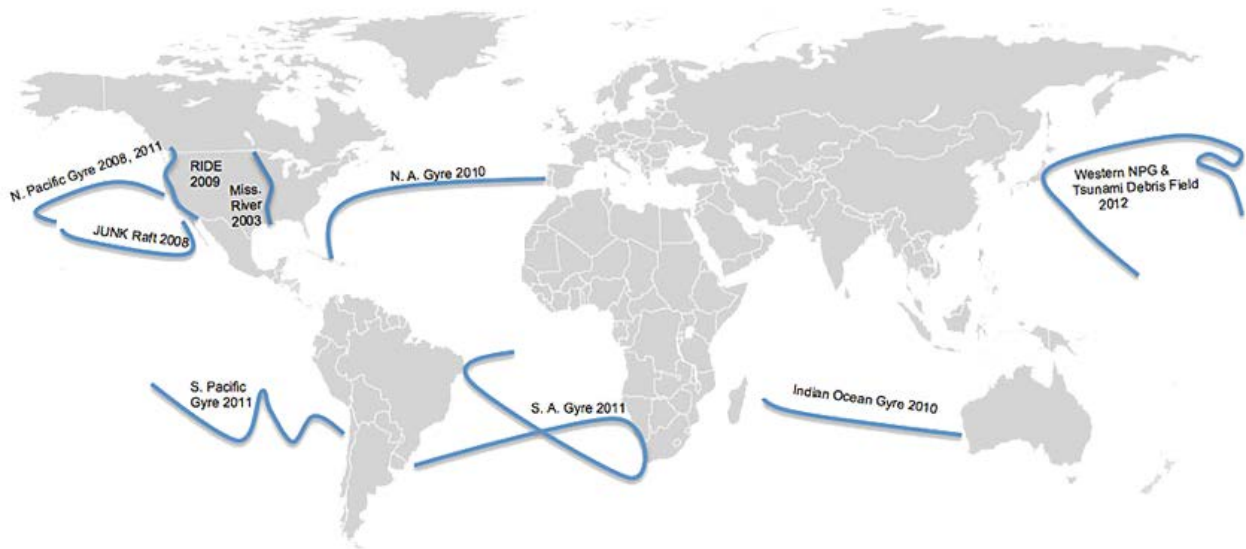 N. Pacific Gyre 2008, 2011
RIDE
2009
Miss.
River
2003
JUNK Raft 2008
N. A. Gyre 2010
Western NPG &
Tsunami Debris Field
2012
S. Pacific
Gyre 2011
S. A. Gyre 2011
Indian Ocean Gyre 2010